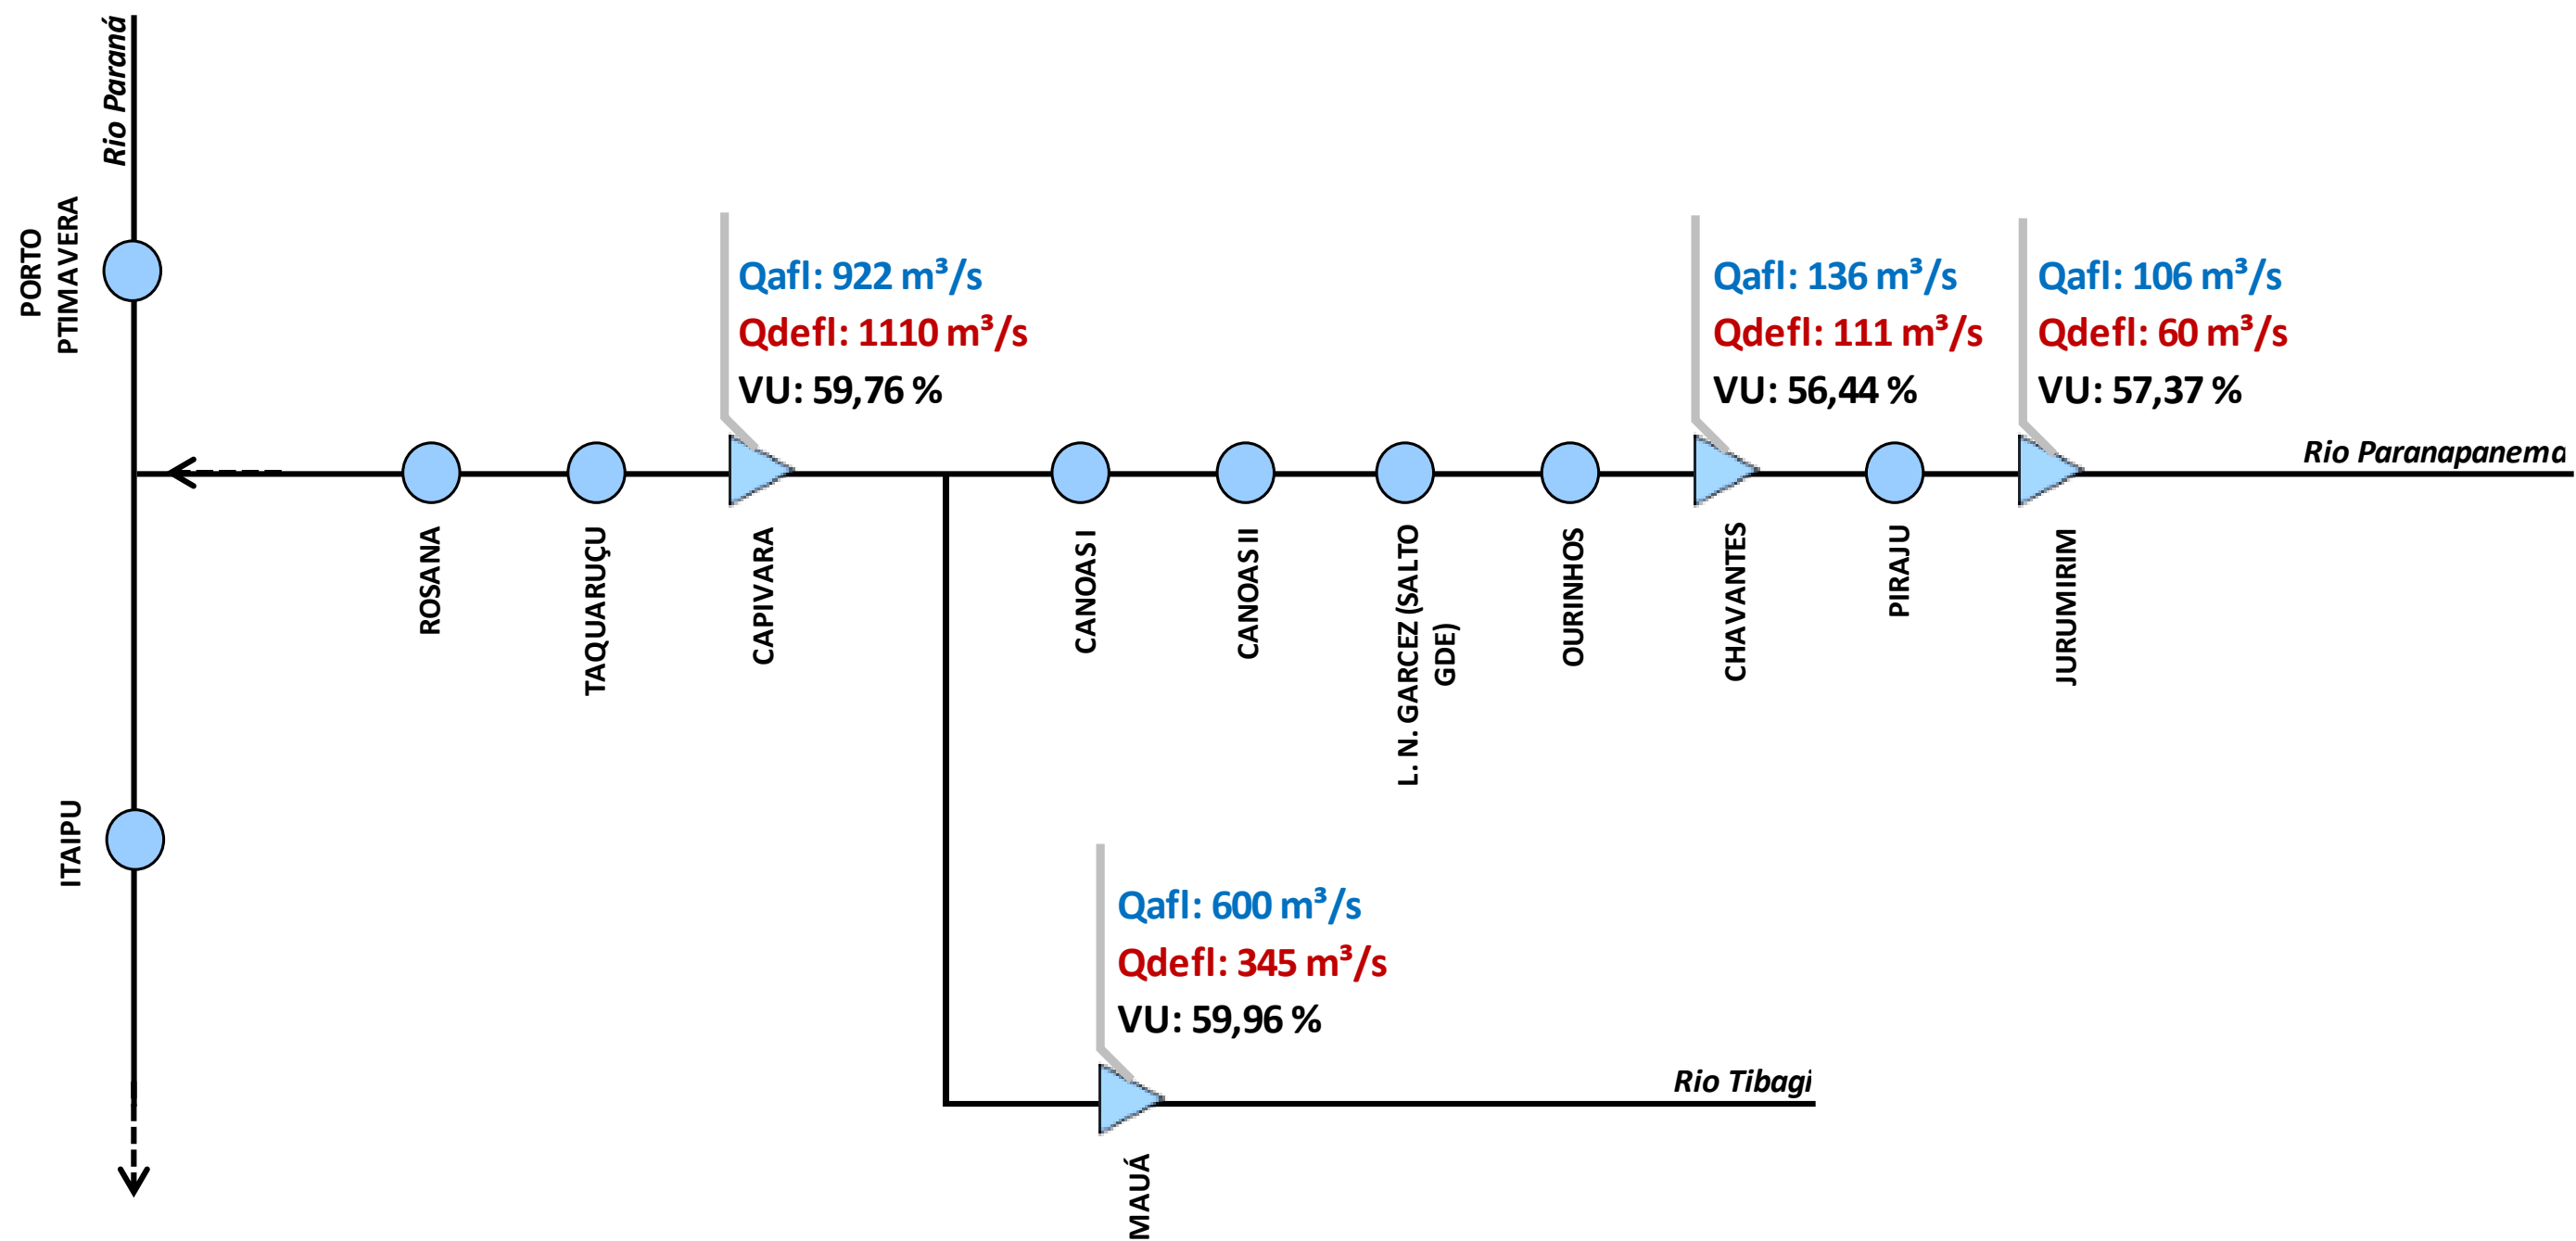 Rio Paraná
PORTO
PTIMAVERA
Qafl: 922 m³/s
Qdefl: 1110 m³/s
VU: 59,76 %
Qafl: 136 m³/s
Qdefl: 111 m³/s
VU: 56,44 %
Qafl: 106 m³/s
Qdefl: 60 m³/s
VU: 57,37 %
Rio Paranapanema
ROSANA
TAQUARUÇU
CAPIVARA
CANOAS I
CANOAS II
L. N. GARCEZ (SALTO
GDE)
OURINHOS
CHAVANTES
PIRAJU
JURUMIRIM
ITAIPU
Qafl: 600 m³/s
Qdefl: 345 m³/s
VU: 59,96 %
Rio Tibagi
MAUÁ